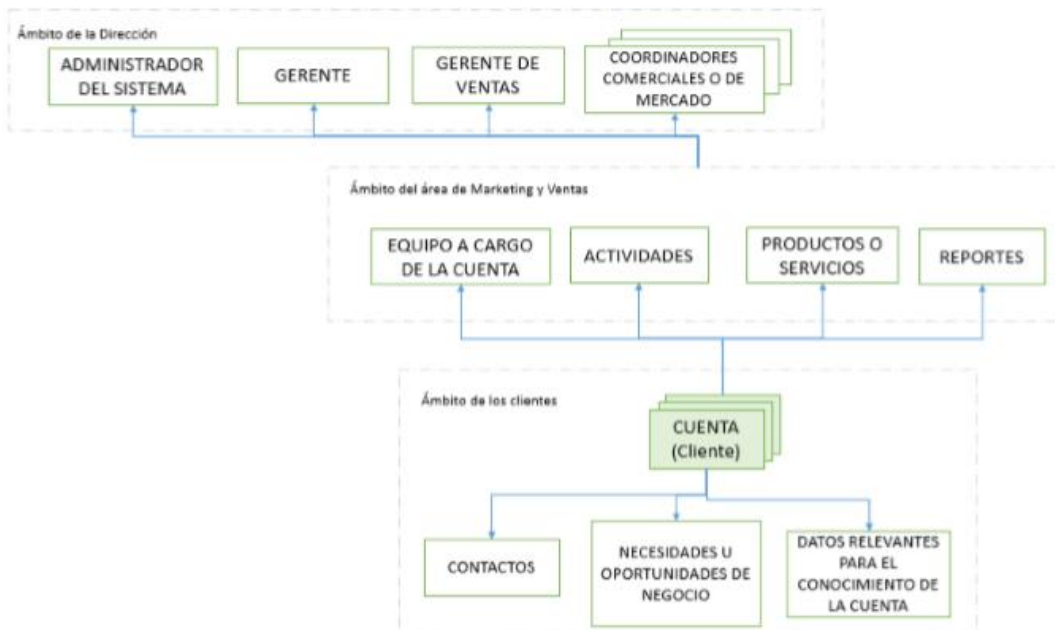 Ámbito de la Dirección
ADMINISTRADOR
DEL SISTEMA
GERENTE
GERENTE DE
VENTAS
COORDINADORES
COMERCIALES O DE
MERCADO
Ámbito del área de Marketing y Ventas
EQUIPO A CARGO
DE LA CUENTA
ACTIVIDADES
PRODUCTOS O
SERVICIOS
REPORTES
Ámbito de los clientes
CUENTA
(Cliente)
CONTACTOS
NECESIDADES U
OPORTUNIDADES DE
NEGOCIO
DATOS RELEVANTES
PARA EL
CONOCIMIENTO DE
LA CUENTA